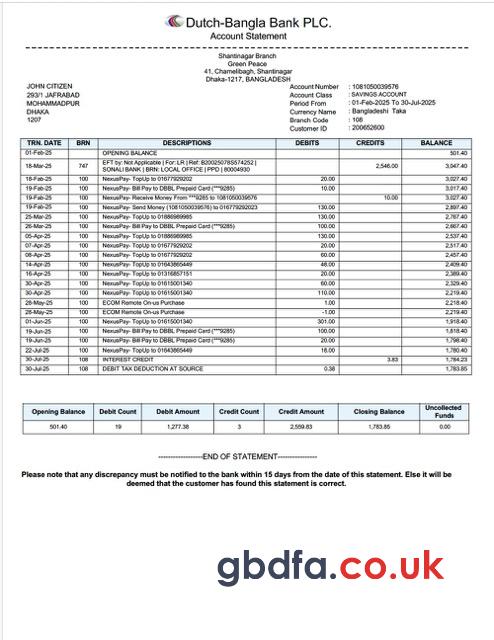 Dutch-Bangla Bank PLC.
Account Statement
Shantinagar Branch
Green Peace
41, Chamelibagh, Shantinagar
Dhaka-1217, BANGLADESH
JOHN CITIZEN
293/1 JAFRABAD
MOHAMMADPUR
DHAKA
1207
Account Number : 1081050039576
Account Class : SAVINGS ACCOUNT
Period From : 01-Feb-2025 To 30-Jul-2025
Currency Name : Bangladeshi Taka
Branch Code : 108
Customer ID : 200652600
TRN. DATE BRN DESCRIPTIONS DEBITS CREDITS BALANCE
01-Feb-25 OPENING BALANCE 501.40
18-Mar-25 747 EFT by: Not Applicable | For: LR | Ref: B20025078S574252 | 2,546.00 3,047.40
SONALI BANK | BRN: LOCAL OFFICE | PPD | 80004930
18-Feb-25 100 NexusPay- TopUp to 01677929202 20.00 3,027.40
19-Feb-25 100 NexusPay- Bill Pay to DBBL Prepaid Card (***9285) 10.00 3,017.40
19-Feb-25 100 NexusPay- Receive Money From ***9285 to 1081050039576 10.00 3,027.40
19-Feb-25 100 NexusPay- Send Money (1081050039576) to 016779292023 130.00 2,897.40
25-Mar-25 100 NexusPay- TopUp to 01886989985 130.00 2,767.40
26-Mar-25 100 NexusPay- Bill Pay to DBBL Prepaid Card (***9285) 100.00 2,667.40
05-Apr-25 100 NexusPay- TopUp to 01886989985 130.00 2,537.40
07-Apr-25 100 NexusPay- TopUp to 01677929202 20.00 2,517.40
08-Apr-25 100 NexusPay- TopUp to 01677929202 60.00 2,457.40
14-Apr-25 100 NexusPay- TopUp to 01643865449 48.00 2,409.40
16-Apr-25 100 NexusPay- TopUp to 01316857151 20.00 2,389.40
30-Apr-25 100 NexusPay- TopUp to 01615001340 60.00 2,329.40
30-Apr-25 100 NexusPay- TopUp to 01615001340 110.00 2,219.40
28-May-25 100 ECOM Remote On-us Purchase 1.00 2,218.40
28-May-25 100 ECOM Remote On-us Purchase -1.00 2,219.40
01-Jun-25 100 NexusPay- TopUp to 01615001340 301.00 1,918.40
19-Jun-25 100 NexusPay- Bill Pay to DBBL Prepaid Card (***9285) 100.00 1,818.40
19-Jun-25 100 NexusPay- Bill Pay to DBBL Prepaid Card (***9285) 20.00 1,798.40
22-Jul-25 100 NexusPay- TopUp to 01643865449 18.00 1,780.40
30-Jul-25 108 INTEREST CREDIT 3.83 1,784.23
30-Jul-25 108 DEBIT TAX DEDUCTION AT SOURCE 0.38 1,783.85
Opening Balance Debit Count Debit Amount Credit Count Credit Amount Closing Balance Uncollected Funds
501.40 19 1,277.38 3 2,559.83 1,783.85 0.00
------------------END OF STATEMENT----------------
Please note that any discrepancy must be notified to the bank within 15 days from the date of this statement. Else it will be
deemed that the customer has found this statement is correct.
gbdfa.co.uk